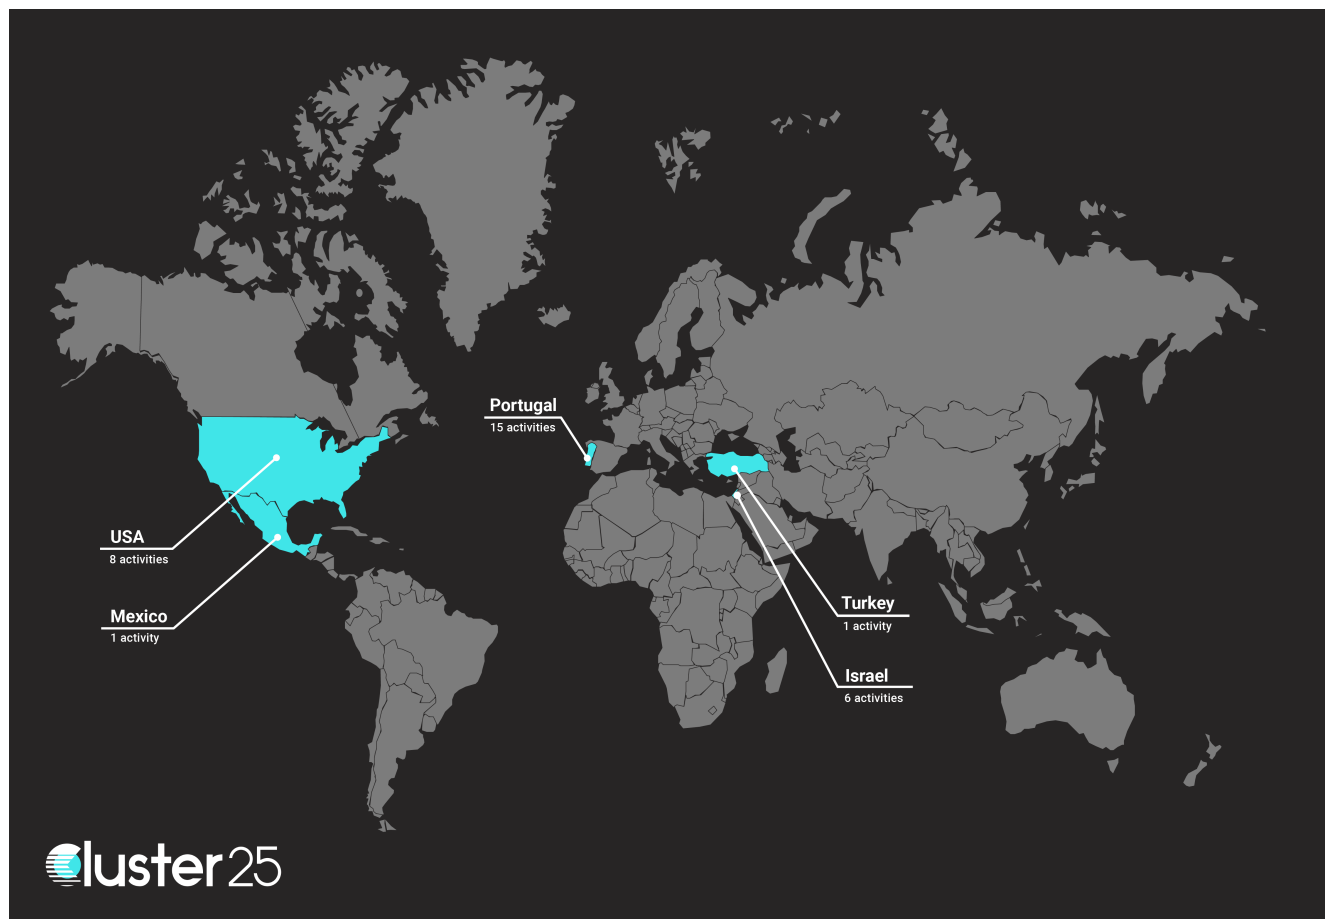 Portugal
15 activities
USA
8 activities
Mexico
1 activity
Turkey
1 activity
Israel
6 activities
Cluster25